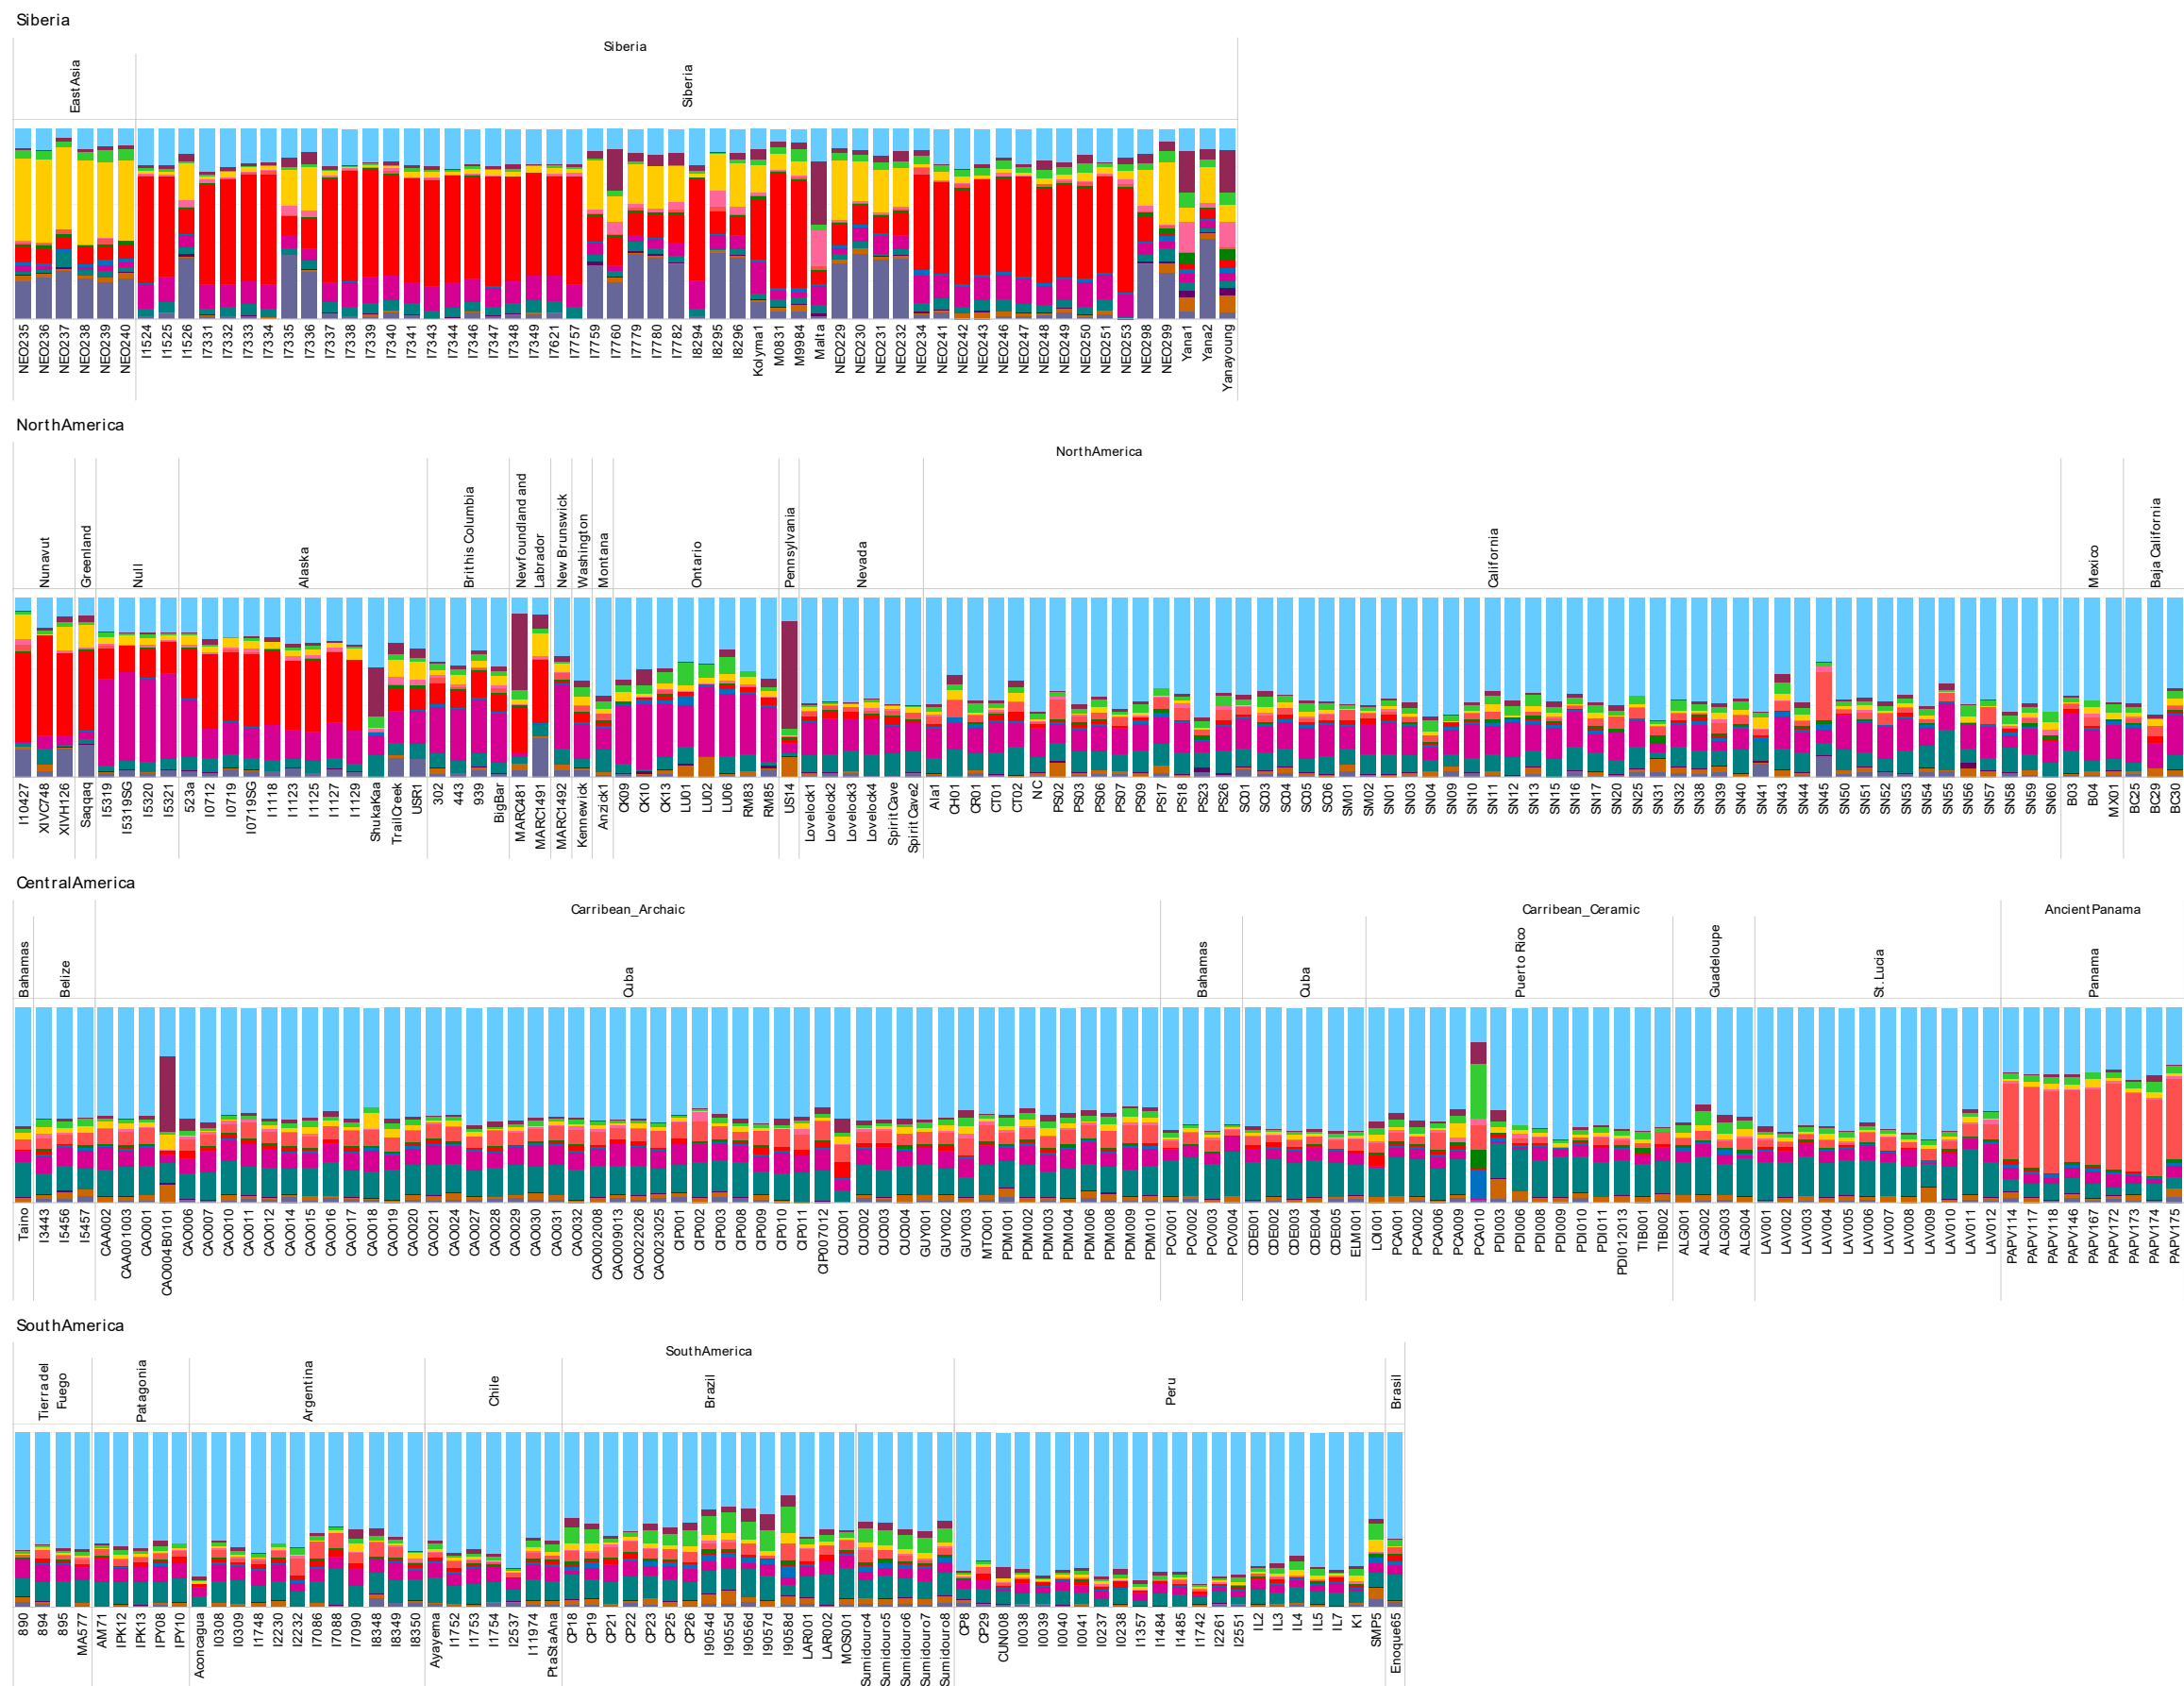 Siberia
Siberia
EastAsia
Siberia
NEO235 NEO236 NEO237 NEO238 NEO239 NEO240 I1524 I1525 I1526 I7331 I7332 I7333 I7334 I7335 I7336 I7337 I7338 I7339 I7340 I7341 I7343 I7344 I7346 I7347 I7348 I7349 I7621 I7757 I7759 I7760 I7779 I7780 I7782 I8294 I8295 I8296 Kolyma1 M0831 M9984 Malta NEO229 NEO230 NEO231 NEO232 NEO234 NEO241 NEO242 NEO243 NEO246 NEO247 NEO248 NEO249 NEO250 NEO251 NEO253 NEO298 NEO299 Yana1 Yana2 Yanayoung
NorthAmerica
NorthAmerica
Nunavut Greenland Null Alaska Brithis Columbia Newfoundland and Labrador New Brunswick Washington Montana Ontario Pennsylvania Nevada California Mexico Baja California
I10427 XIVC748 XIVH126 Saqqaq I5319 I5319SG I5320 I5321 523a I0712 I0719 I0719SG I1118 I1123 I1125 I1127 I1129 ShukaKaa TrailCreek USR1 302 443 939 BigBar MARC481 MARC1491 MARC1492 Kennewick Anzick1 CK09 CK10 CK13 LU01 LU02 LU06 RM83 RM85 US14 Lovelock1 Lovelock2 Lovelock3 Lovelock4 SpiritCave SpiritCave2 Ala1 CH01 CR01 CT01 CT02 NC PS02 PS03 PS06 PS07 PS09 PS17 PS18 PS23 PS26 SC01 SC03 SC04 SC05 SC06 SM01 SM02 SN01 SN03 SN04 SN09 SN10 SN11 SN12 SN13 SN15 SN16 SN17 SN20 SN25 SN31 SN32 SN38 SN39 SN40 SN41 SN43 SN44 SN45 SN50 SN51 SN52 SN53 SN54 SN55 SN56 SN57 SN58 SN59 SN60 B03 B04 MX01 BC25 BC29 BC30
CentralAmerica
Carribean_Archaic Carribean_Ceramic AncientPanama
Bahamas Belize Cuba Bahamas Cuba Puerto Rico Guadeloupe St.Lucia Panama
Taino I3443 I5456 I5457 CAA002 CAA001003 CAO001 CAO004B0101 CAO006 CAO007 CAO010 CAO011 CAO012 CAO014 CAO015 CAO016 CAO017 CAO018 CAO019 CAO020 CAO021 CAO024 CAO027 CAO028 CAO029 CAO030 CAO031 CAO032 CAO002008 CAO009013 CAO022026 CAO023025 CIP001 CIP002 CIP003 CIP008 CIP009 CIP010 CIP011 CIP007012 CUC001 CUC002 CUC003 CUC004 GUY001 GUY002 GUY003 MTO001 PDM001 PDM002 PDM003 PDM004 PDM006 PDM008 PDM009 PDM010 PCV001 PCV002 PCV003 PCV004 CDE01 CDE02 CDE03 CDE04 CDE05 ELM001 LOI001 PCA001 PCA002 PCA006 PCA009 PCA010 PDI003 PDI006 PDI008 PDI009 PDI010 PDI011 PDI012013 TIB001 TIB002 ALG001 ALG002 ALG003 ALG004 LAV001 LAV002 LAV003 LAV004 LAV005 LAV006 LAV007 LAV008 LAV009 LAV010 LAV011 LAV012 PAPV114 PAPV117 PAPV118 PAPV146 PAPV167 PAPV172 PAPV173 PAPV174 PAPV175
SouthAmerica
SouthAmerica
Tierra del Fuego Patagonia Argentina Chile Brazil Peru Brasil
890 894 895 MA577 AM71 IPK12 IPK13 IPY08 IPY10 Aconcagua I0308 I0309 I1748 I2230 I2232 I7086 I7088 I7090 I8348 I8349 I8350 Ayayema I1752 I1753 I1754 I2537 I11974 PtaStaAna CP18 CP19 CP21 CP22 CP23 CP25 CP26 I9054d I9055d I9056d I9057d I9058d LAR001 LAR002 MOS001 Sumidouro4 Sumidouro5 Sumidouro6 Sumidouro7 Sumidouro8 CP8 CP29 CUN008 I0038 I0039 I0040 I0041 I0237 I0238 I1357 I1484 I1485 I1742 I2261 I2551 IL2 IL3 IL4 IL5 IL7 K1 SMP5 Enoque65